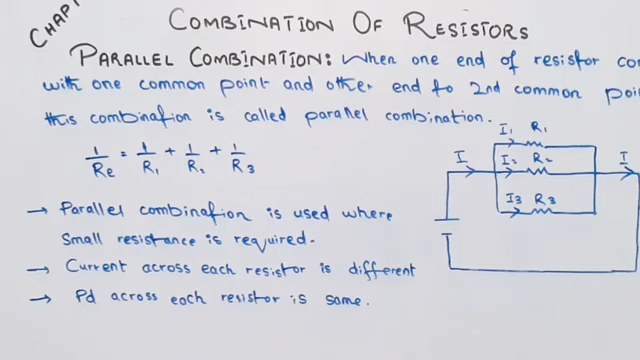 CHAPT
COMBINATION OF RESISTORS
PARALLEL COMBINATION: When one end of resistor con
with one common point and other end to 2nd common poin
this combination is called parallel combination.
1/Re = 1/R1 + 1/R2 + 1/R3
I I1 R1
I2 R2 I
I3 R3
→ Parallel combination is used where
small resistance is required.
→ Current across each resistor is different
→ Pd across each resistor is same.